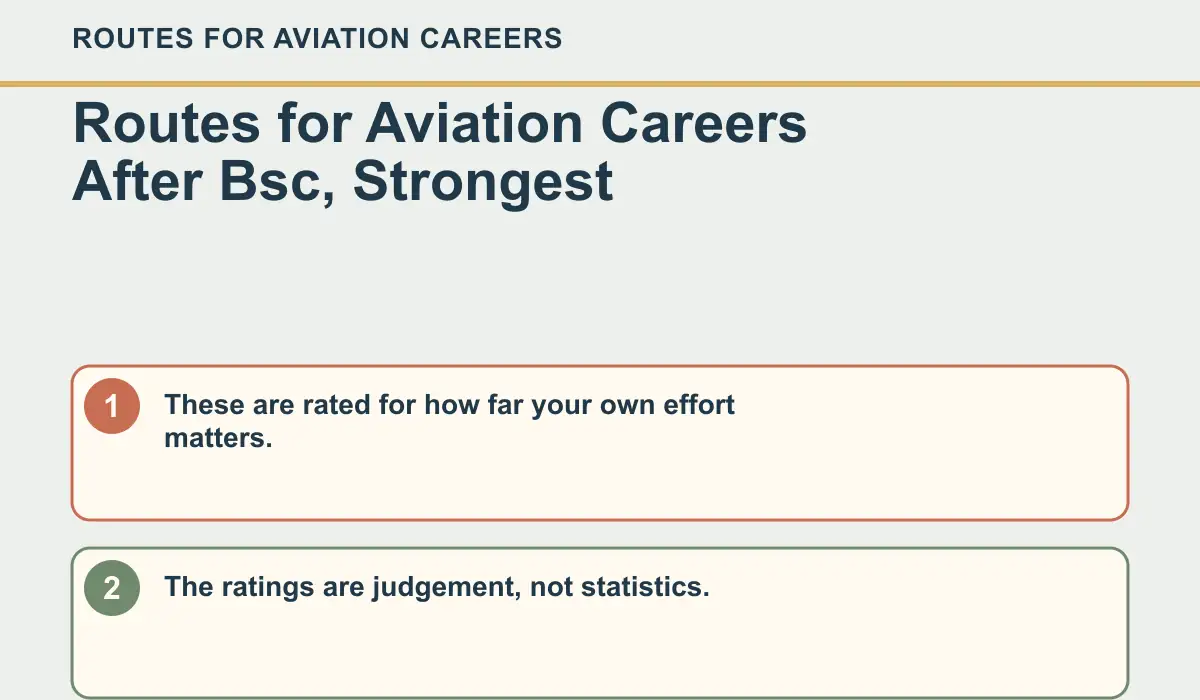 ROUTES FOR AVIATION CAREERS
Routes for Aviation Careers
After Bsc, Strongest
1
These are rated for how far your own effort
matters.
2
The ratings are judgement, not statistics.